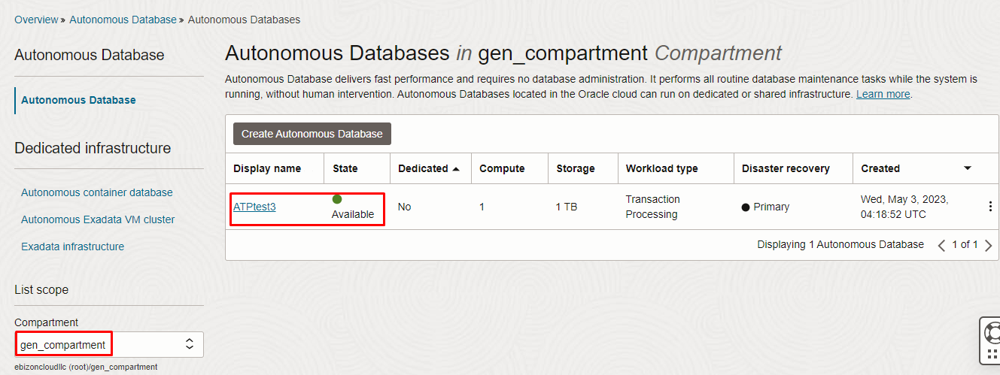 Overview » Autonomous Database » Autonomous Databases
Autonomous Database
Autonomous Database
Dedicated infrastructure
Autonomous container database
Autonomous Exadata VM cluster
Exadata infrastructure
List scope
Compartment
gen_compartment
ebizoncloudllc (root)/gen_compartment
Autonomous Databases in gen_compartment Compartment
Autonomous Database delivers fast performance and requires no database administration. It performs all routine database maintenance tasks while the system is
running, without human intervention. Autonomous Databases located in the Oracle cloud can run on dedicated or shared infrastructure. Learn more.
Create Autonomous Database
Display name State Dedicated Compute Storage Workload type Disaster recovery Created
ATPtest3 Available No 1 1 TB Transaction Processing Primary Wed, May 3, 2023, 04:18:52 UTC
Displaying 1 Autonomous Database 1 of 1